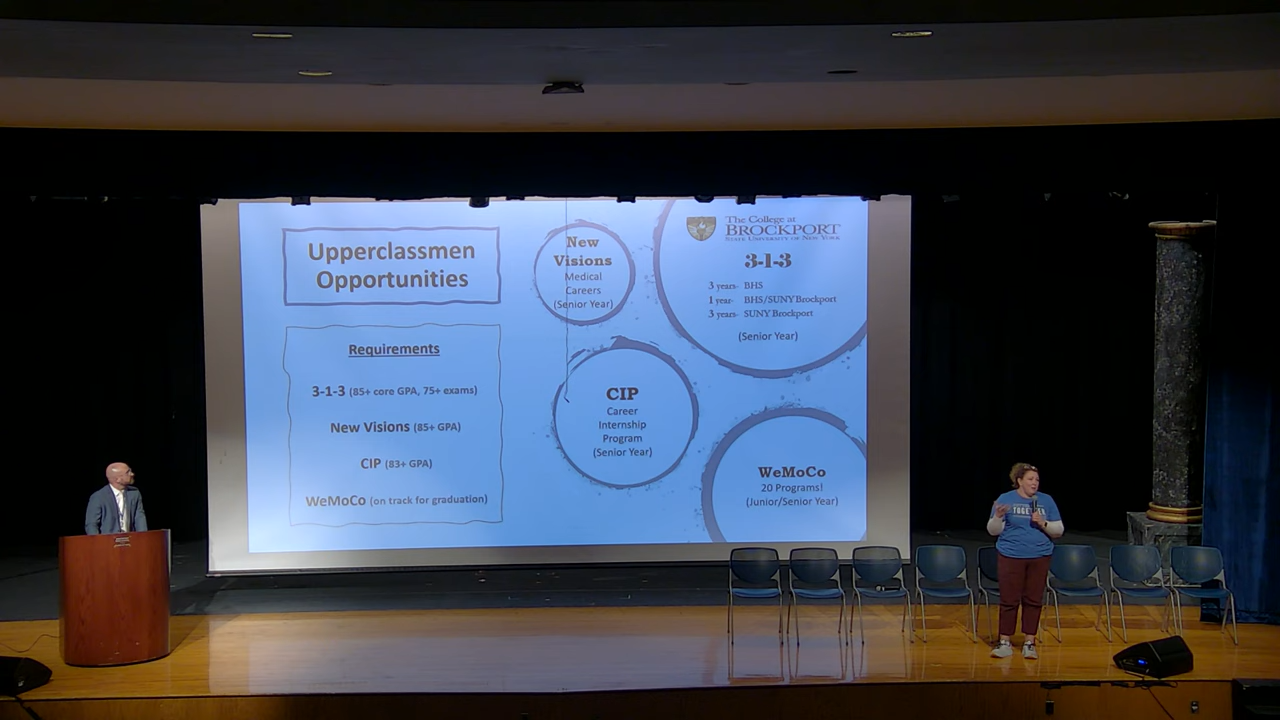 Upperclassmen
Opportunities
Requirements
3-1-3 (85+ core GPA, 75+ exams)
New Visions (85+ GPA)
CIP (83+ GPA)
WeMoCo (on track for graduation)
New
Visions
Medical
Careers
(Senior Year)
CIP
Career
Internship
Program
(Senior Year)
The College at
BROCKPORT
STATE UNIVERSITY OF NEW YORK
3-1-3
3 years- BHS
1 year- BHS/SUNY Brockport
3 years- SUNY Brockport
(Senior Year)
WeMoCo
20 Programs!
(Junior/Senior Year)
TOGETHER